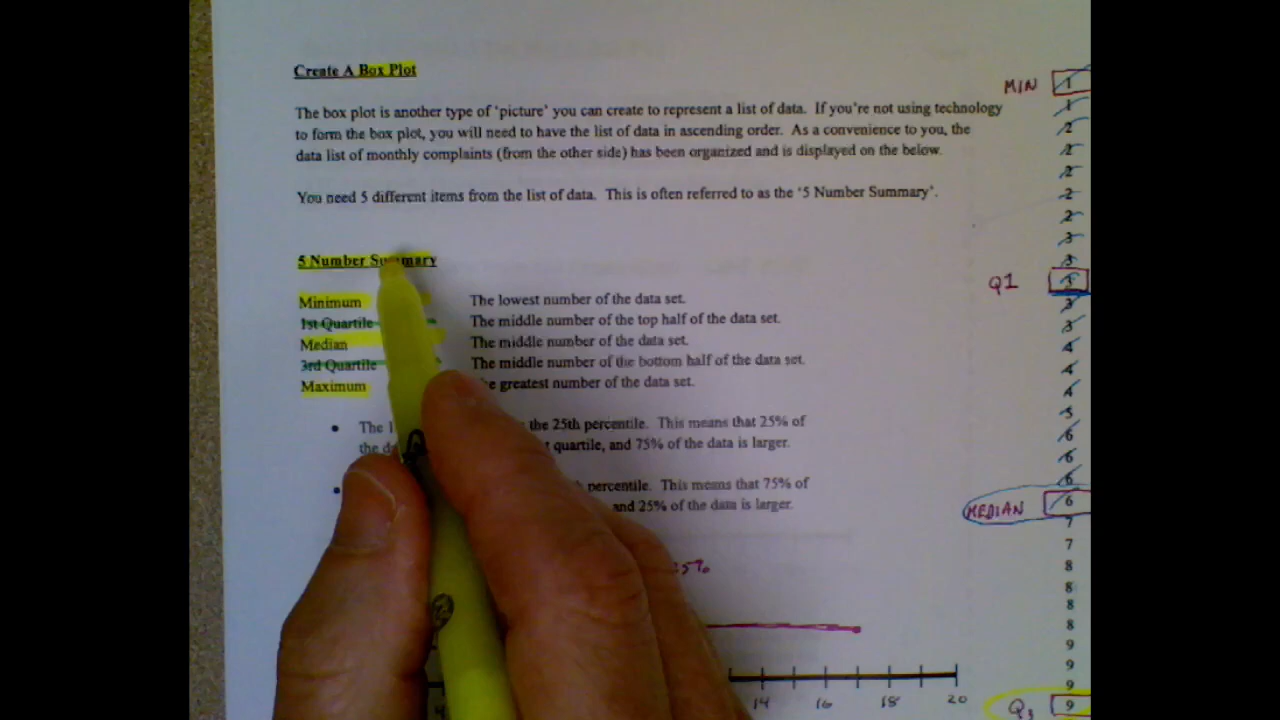 Create A Box Plot
The box plot is another type of 'picture' you can create to represent a list of data. If you're not using technology
to form the box plot, you will need to have the list of data in ascending order. As a convenience to you, the
data list of monthly complaints (from the other side) has been organized and is displayed on the below.
You need 5 different items from the list of data. This is often referred to as the '5 Number Summary'.
5 Number Summary
Minimum The lowest number of the data set.
1st Quartile The middle number of the top half of the data set.
Median The middle number of the data set.
3rd Quartile The middle number of the bottom half of the data set.
Maximum greatest number of the data set.
the 25th percentile. This means that 25% of
quartile, and 75% of the data is larger.
percentile. This means that 75% of
and 25% of the data is larger.
25%
14 16 18 20
MIN 1
1
2
2
2
2
2
3
3
Q1 3
3
3
4
4
4
5
6
6
6
MEDIAN 6
7
7
8
8
8
8
9
9
9
Q3 9